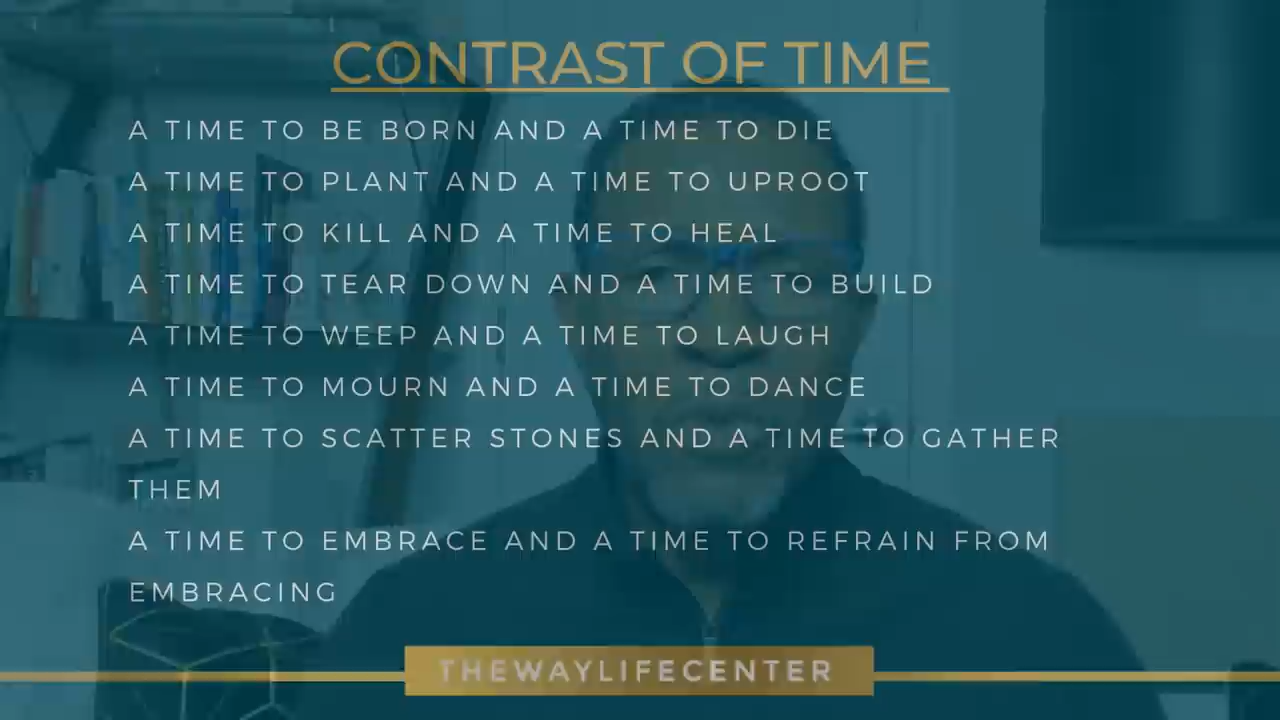 CONTRAST OF TIME
A TIME TO BE BORN AND A TIME TO DIE
A TIME TO PLANT AND A TIME TO UPROOT
A TIME TO KILL AND A TIME TO HEAL
A TIME TO TEAR DOWN AND A TIME TO BUILD
A TIME TO WEEP AND A TIME TO LAUGH
A TIME TO MOURN AND A TIME TO DANCE
A TIME TO SCATTER STONES AND A TIME TO GATHER
THEM
A TIME TO EMBRACE AND A TIME TO REFRAIN FROM
EMBRACING
THEWAYLIFECENTER